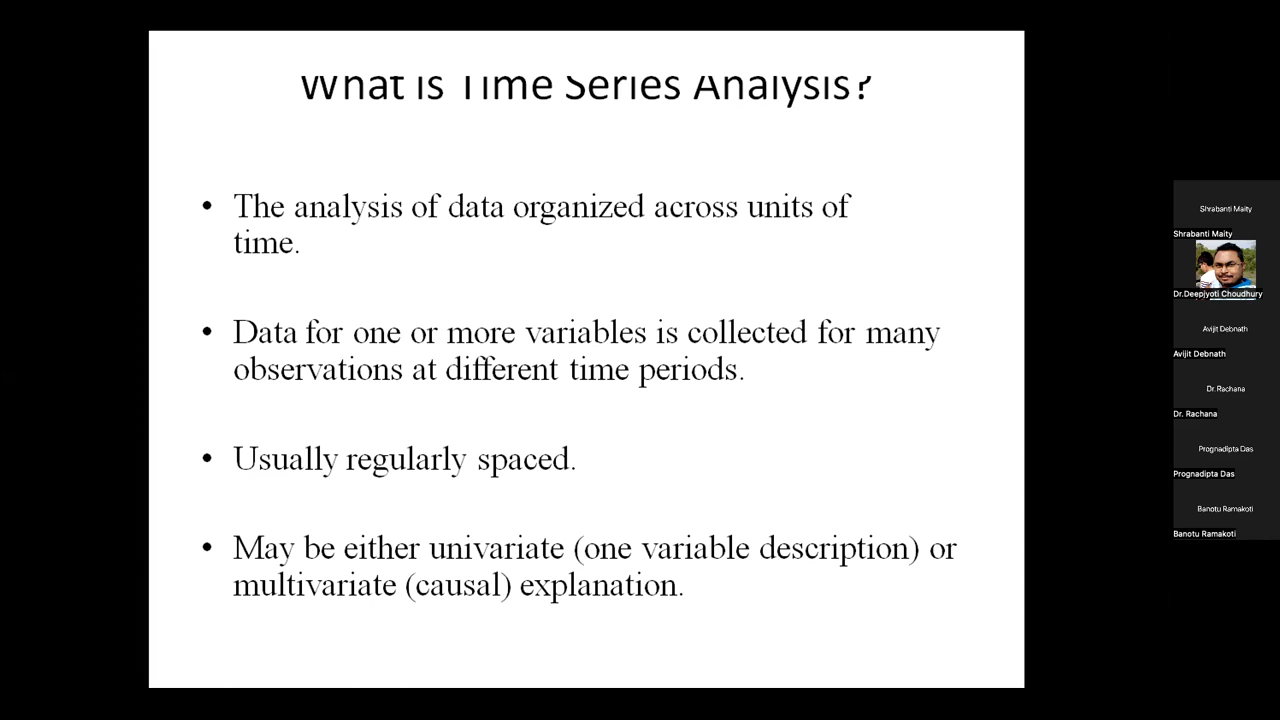 What is Time Series Analysis?
• The analysis of data organized across units of
time.
• Data for one or more variables is collected for many
observations at different time periods.
• Usually regularly spaced.
• May be either univariate (one variable description) or
multivariate (causal) explanation.
Shrabanti Maity
Shrabanti Maity
Dr.Deepjyoti Choudhury
Avijit Debnath
Avijit Debnath
Dr. Rachana
Dr. Rachana
Prognadipta Das
Prognadipta Das
Banotu Ramakoti
Banotu Ramakoti